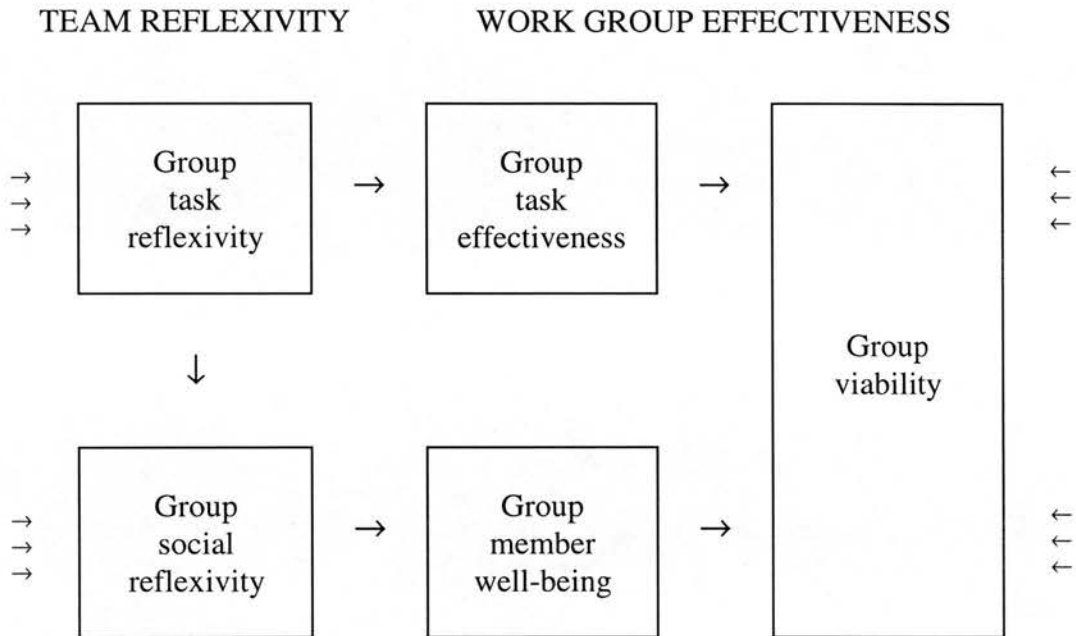 TEAM REFLEXIVITY
WORK GROUP EFFECTIVENESS
Group
task
reflexivity
Group
task
effectiveness
Group
viability
Group
social
reflexivity
Group
member
well-being